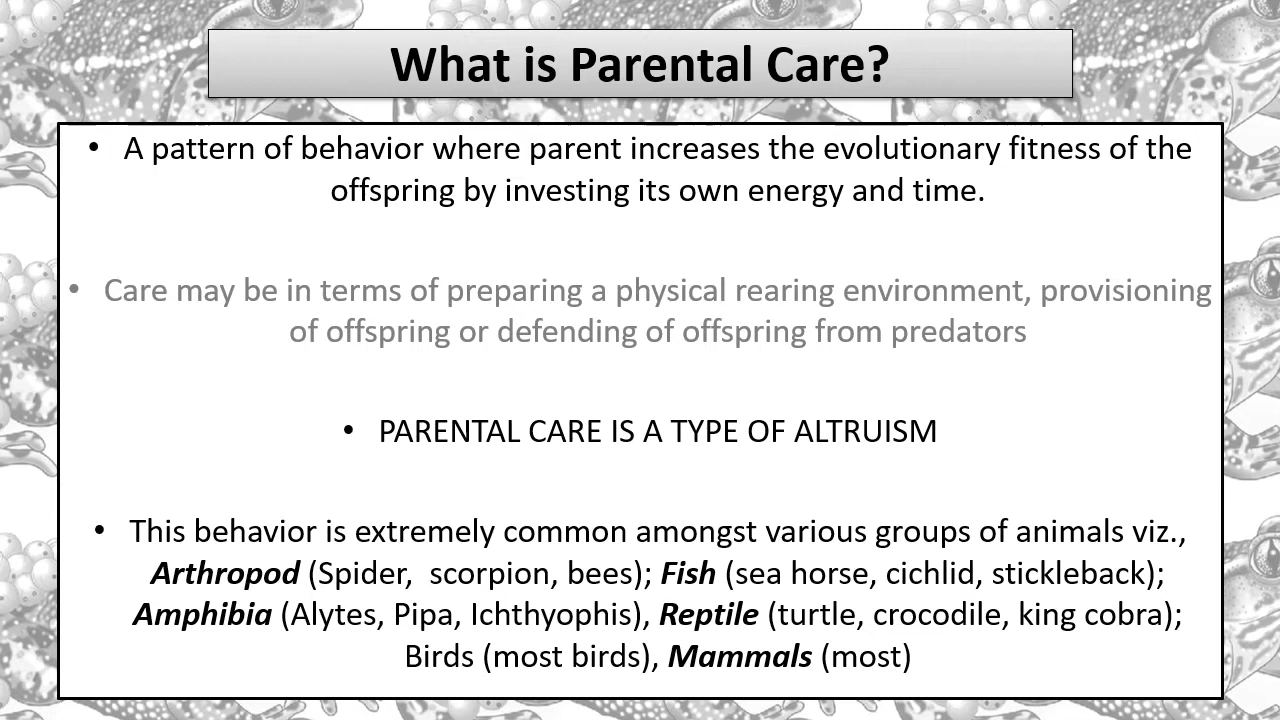 What is Parental Care?
• A pattern of behavior where parent increases the evolutionary fitness of the
offspring by investing its own energy and time.
• Care may be in terms of preparing a physical rearing environment, provisioning
of offspring or defending of offspring from predators
• PARENTAL CARE IS A TYPE OF ALTRUISM
• This behavior is extremely common amongst various groups of animals viz.,
Arthropod (Spider,  scorpion, bees); Fish (sea horse, cichlid, stickleback);
Amphibia (Alytes, Pipa, Ichthyophis), Reptile (turtle, crocodile, king cobra);
Birds (most birds), Mammals (most)